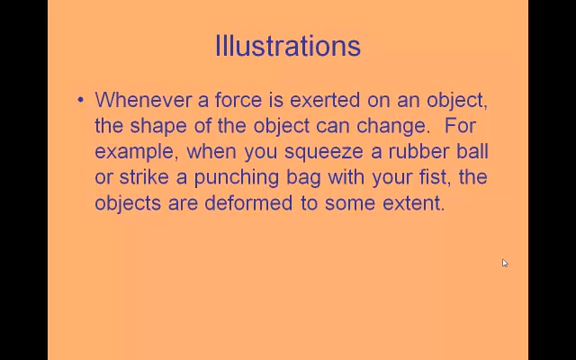 Illustrations
• Whenever a force is exerted on an object,
the shape of the object can change.  For
example, when you squeeze a rubber ball
or strike a punching bag with your fist, the
objects are deformed to some extent.